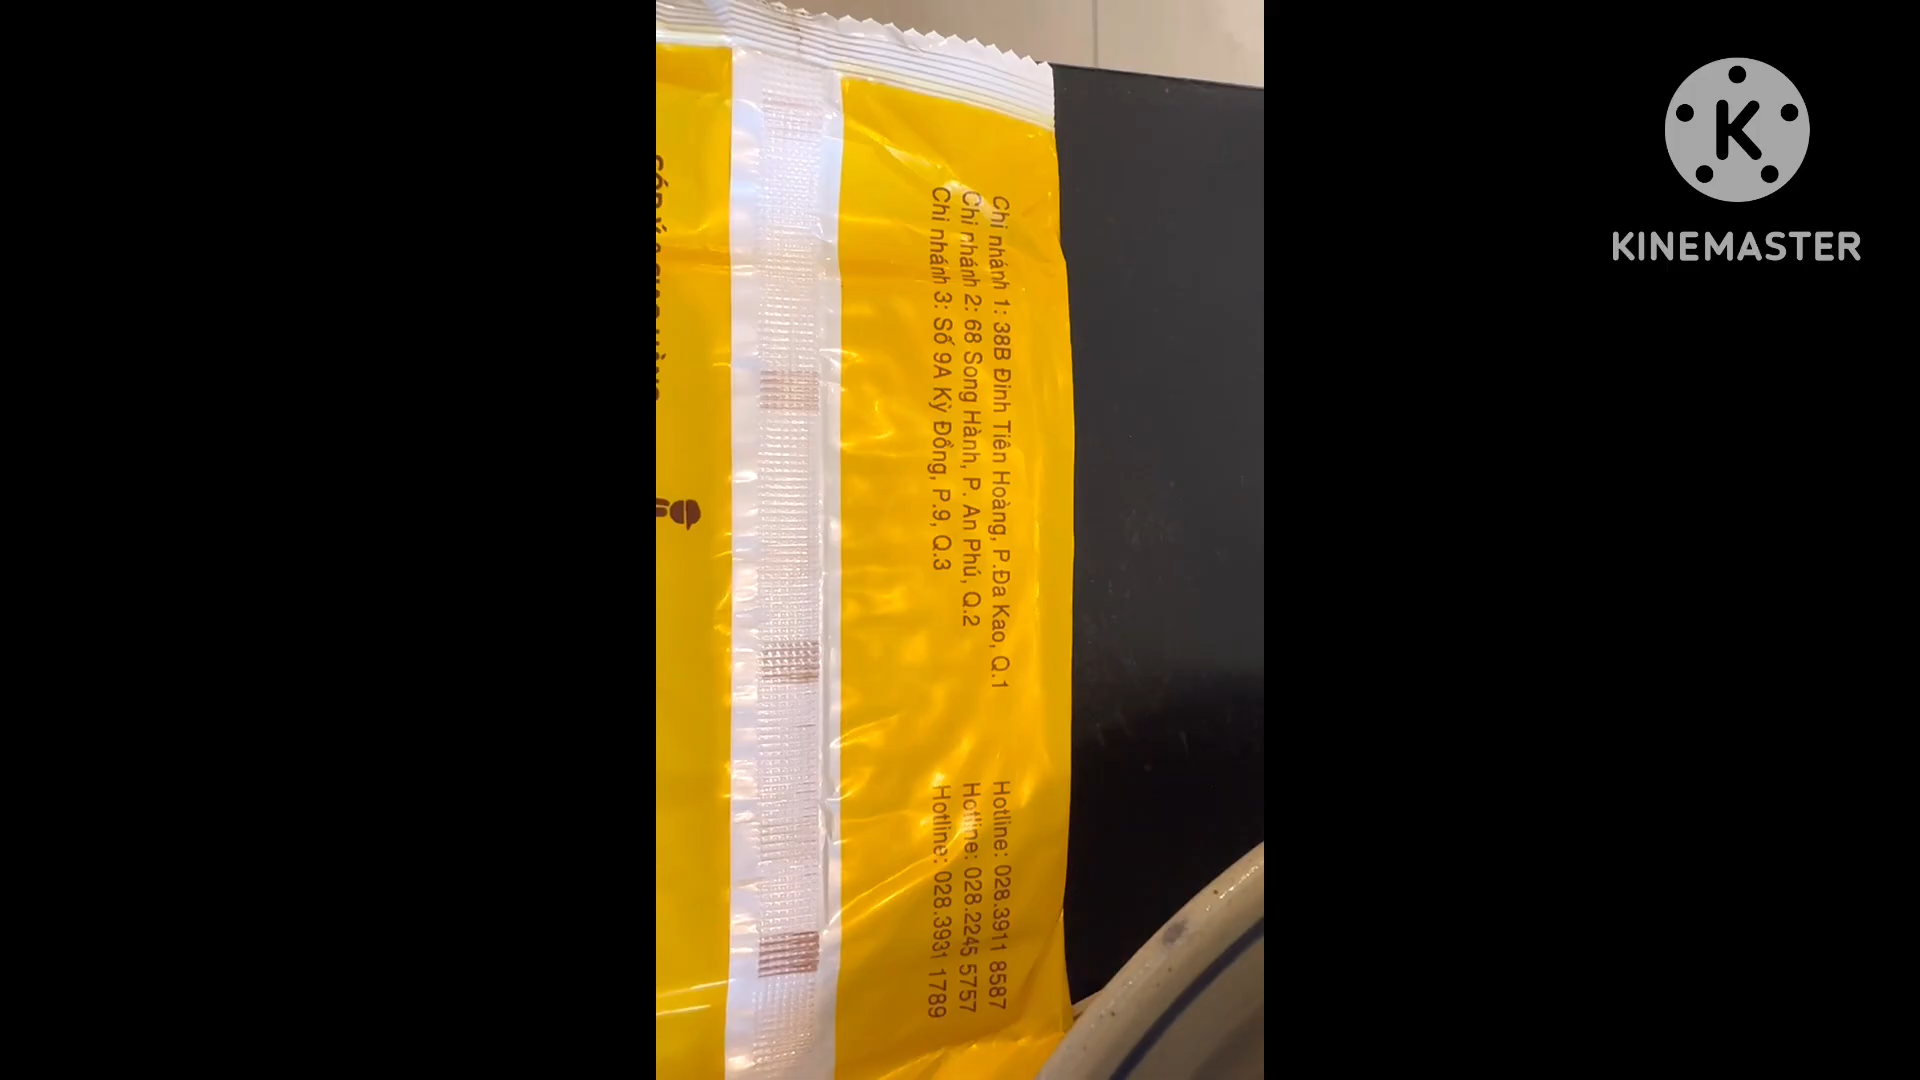 Chi nhánh 1: 38B Đinh Tiên Hoàng, P.Đa Kao, Q.1 Hotline: 028.3911 8587
Chi nhánh 2: 68 Song Hành, P. An Phú, Q.2 Hotline: 028.2245 5757
Chi nhánh 3: Số 9A Kỳ Đồng, P.9, Q.3 Hotline: 028.3931 1789
KINEMASTER